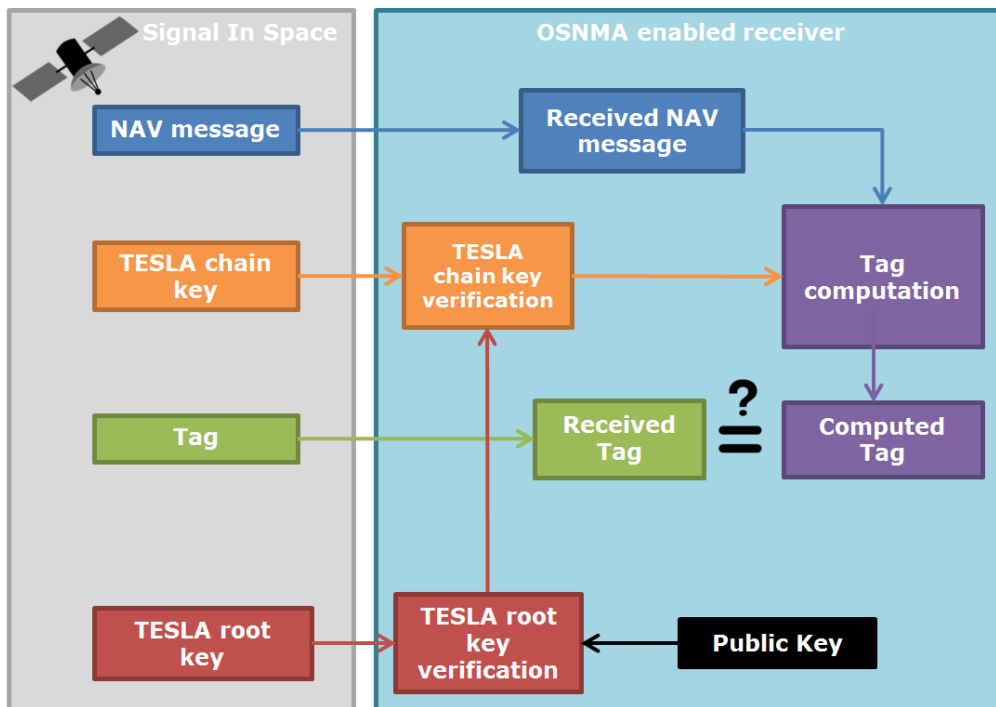 Signal In Space
OSNMA enabled receiver
NAV message
Received NAV
message
TESLA chain
key
TESLA
chain key
verification
Tag
computation
Tag
Received
Tag
?
=
Computed
Tag
TESLA root
key
TESLA root
key
verification
Public Key